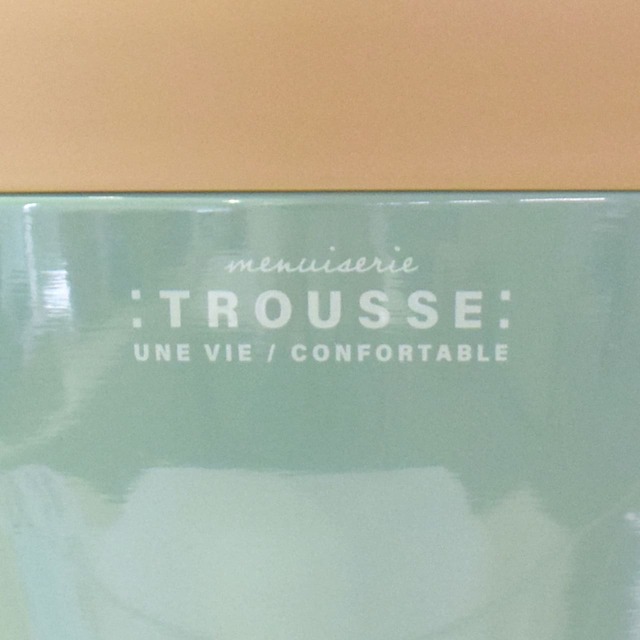 menuiserie
:TROUSSE:
UNE VIE / CONFORTABLE